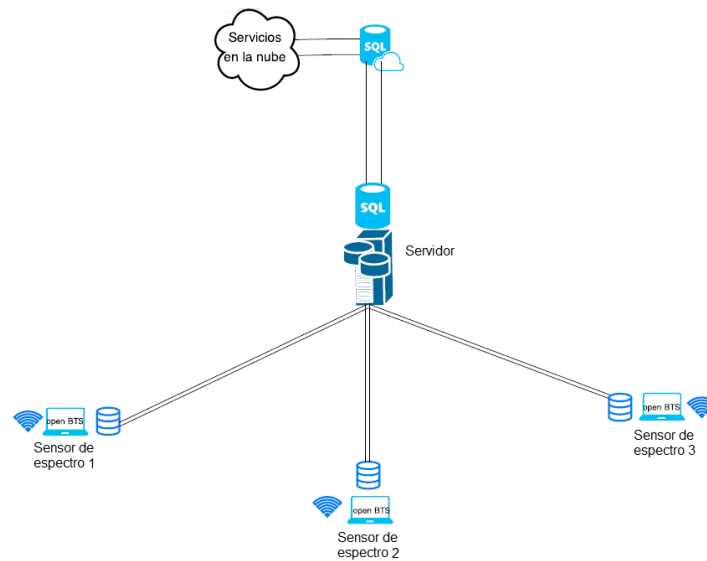 Servicios
en la nube
SQL
SQL
Servidor
open BTS
Sensor de
espectro 1
open BTS
Sensor de
espectro 3
open BTS
Sensor de
espectro 2